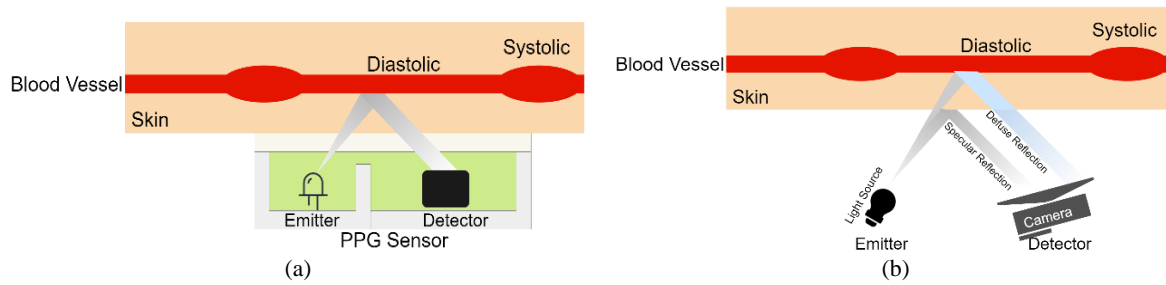 Systolic
Diastolic
Blood Vessel
Skin
Emitter
Detector
PPG Sensor
(a)
Systolic
Diastolic
Blood Vessel
Skin
Defuse Reflection
Specular Reflection
Light Source
Camera
Emitter
Detector
(b)